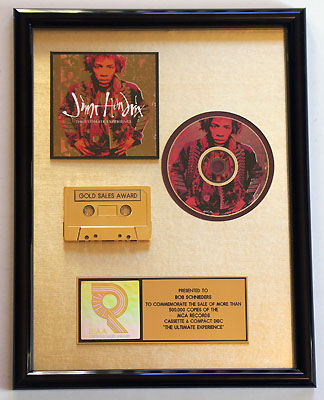 Jimi Hendrix
THE ULTIMATE EXPERIENCE
GOLD SALES AWARD
PRESENTED TO
BOB SCHNIEDERS
TO COMMEMORATE THE SALE OF MORE THAN
500,000 COPIES OF THE
MCA RECORDS
CASSETTE & COMPACT DISC
"THE ULTIMATE EXPERIENCE"